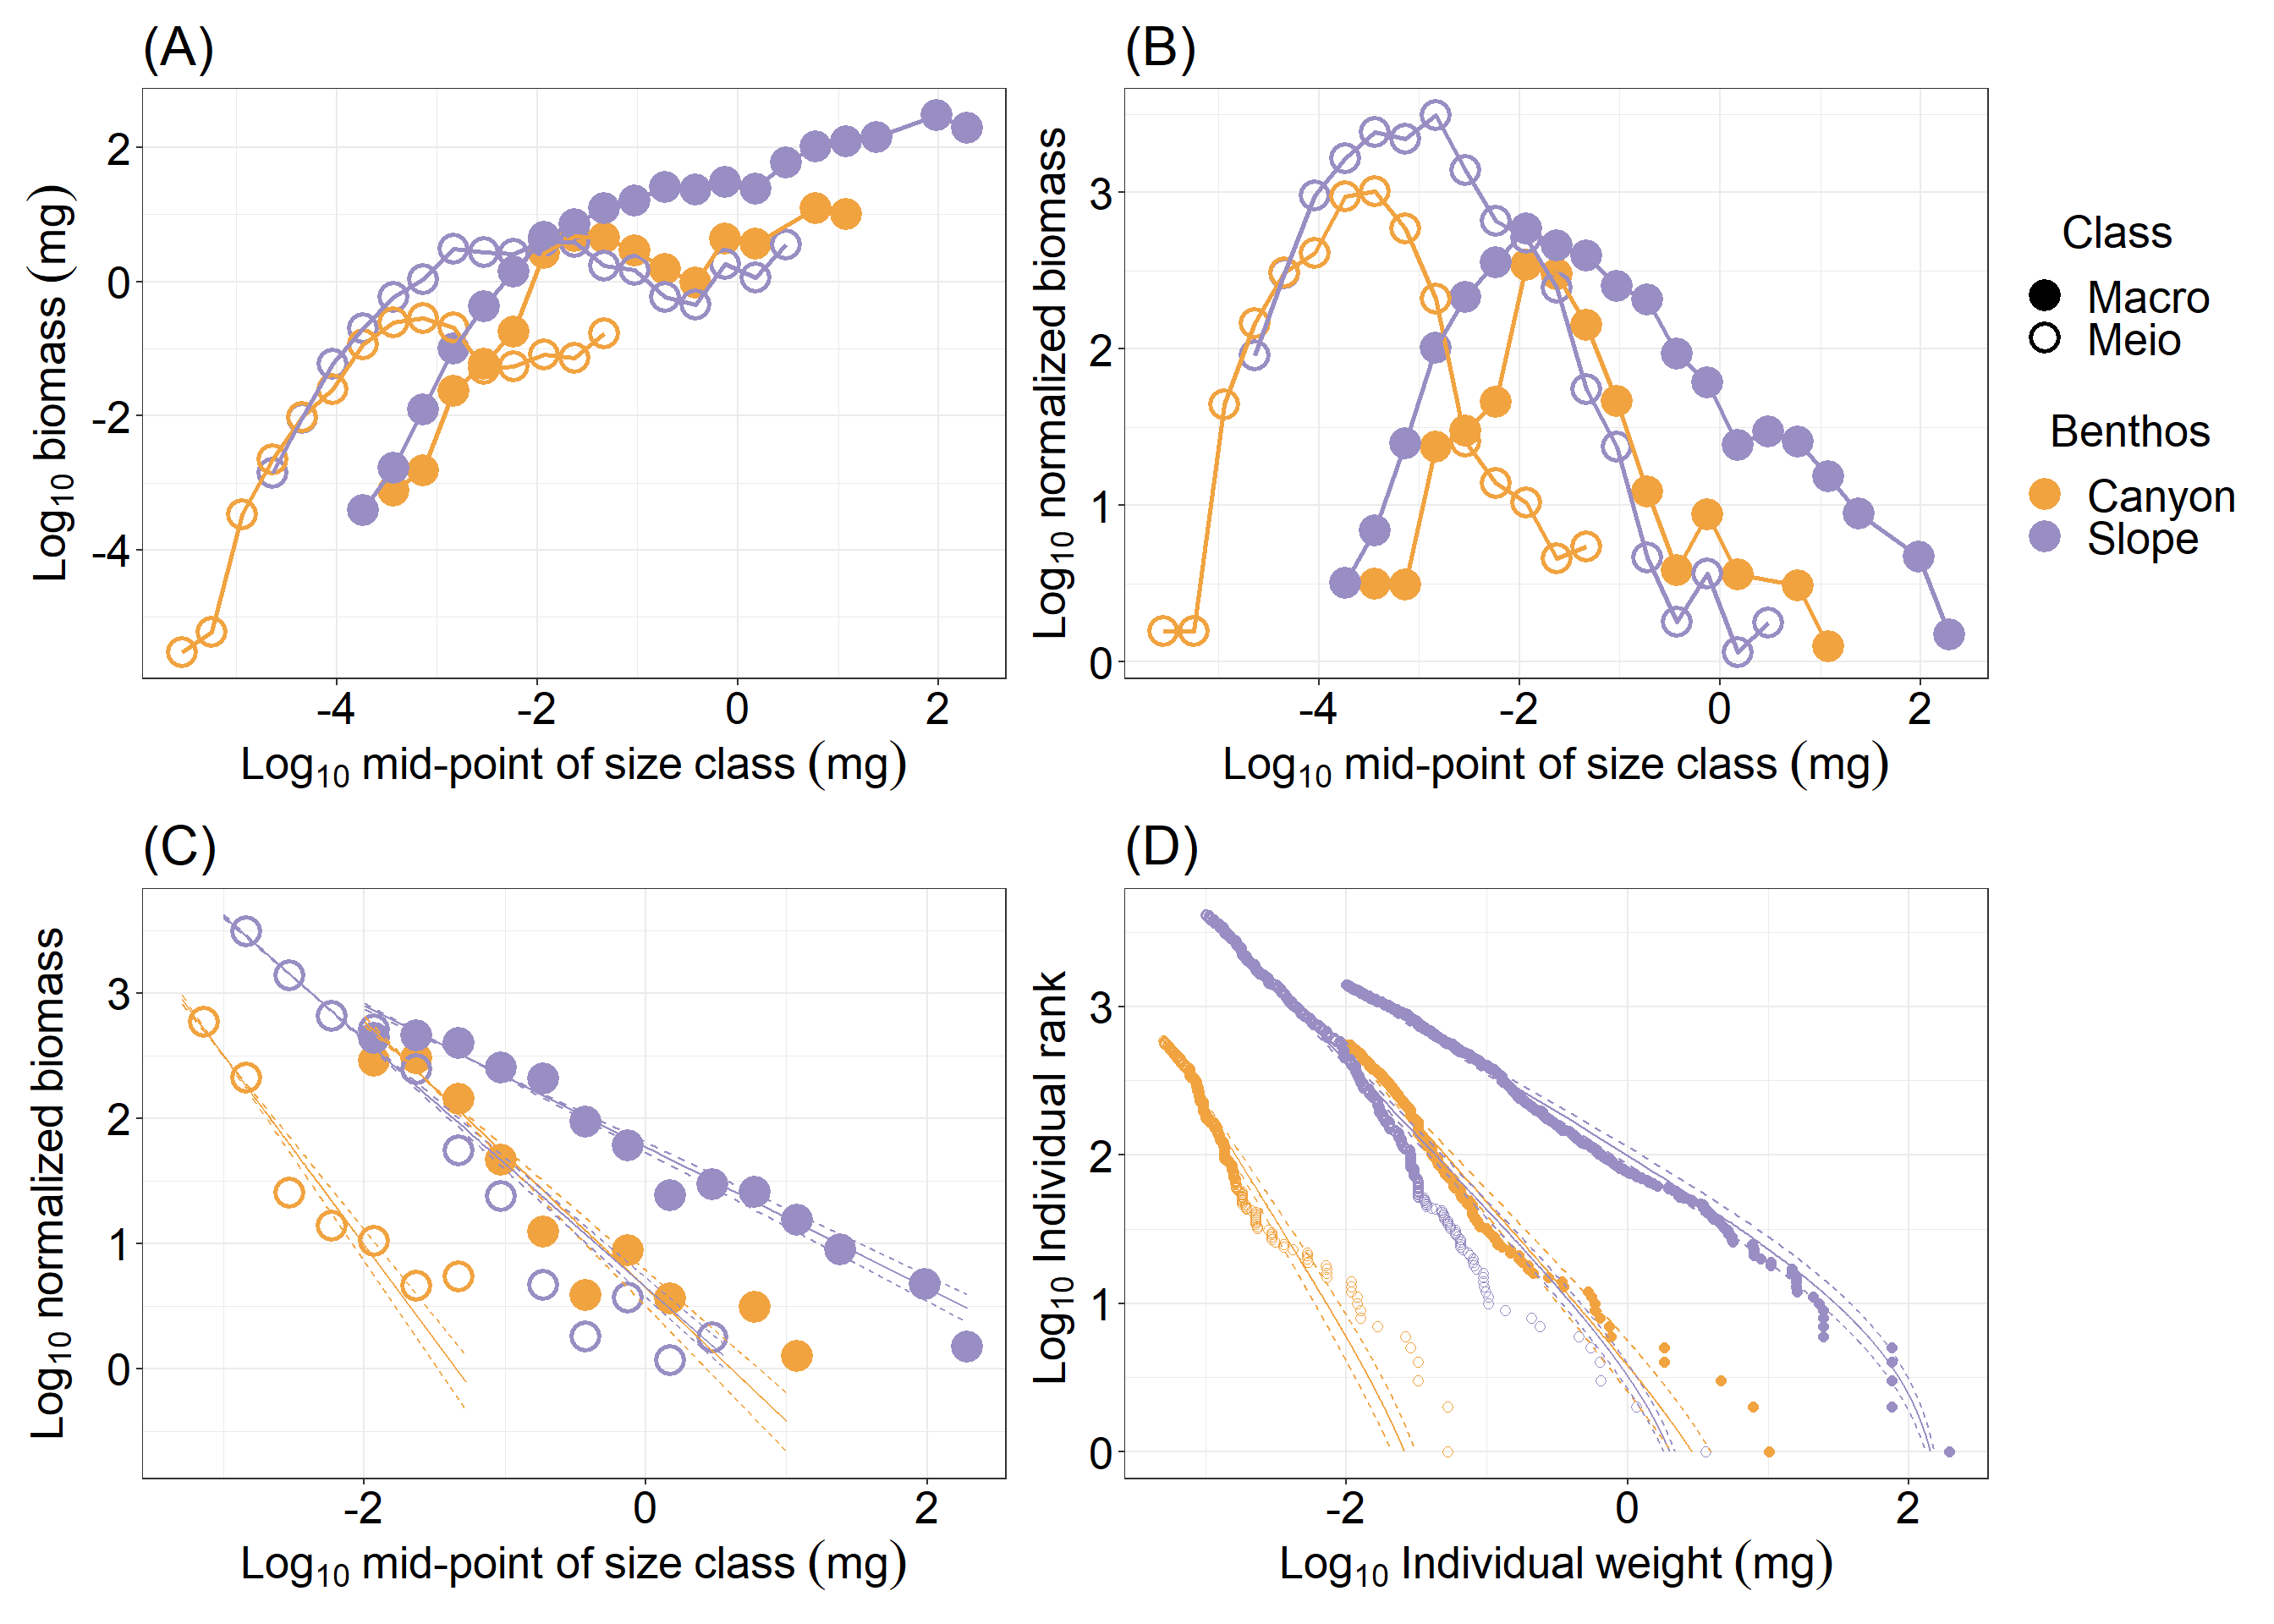 (A)
Log10 biomass (mg)
2
0
-2
-4
-4 -2 0 2
Log10 mid-point of size class (mg)
(B)
Log10 normalized biomass
3
2
1
0
-4 -2 0 2
Log10 mid-point of size class (mg)
Class
Macro
Meio
Benthos
Canyon
Slope
(C)
Log10 normalized biomass
3
2
1
0
-2 0 2
Log10 mid-point of size class (mg)
(D)
Log10 Individual rank
3
2
1
0
-2 0 2
Log10 Individual weight (mg)